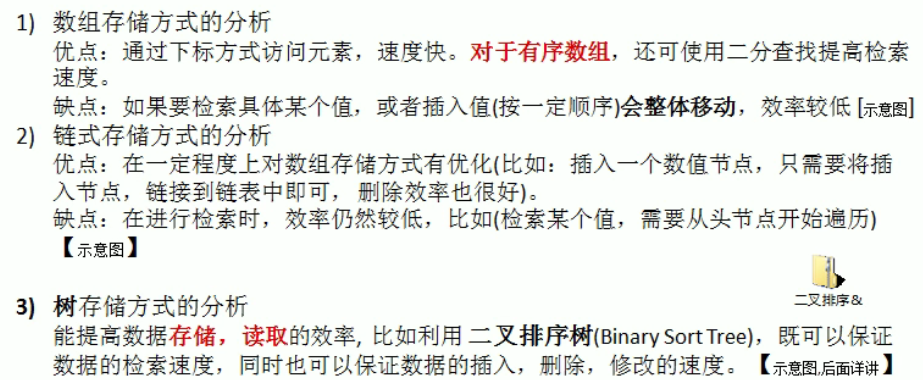 1) 数组存储方式的分析
优点：通过下标方式访问元素，速度快。对于有序数组，还可使用二分查找提高检索
速度。
缺点：如果要检索具体某个值，或者插入值(按一定顺序)会整体移动，效率较低 [示意图]
2) 链式存储方式的分析
优点：在一定程度上对数组存储方式有优化(比如：插入一个数值节点，只需要将插
入节点，链接到链表中即可， 删除效率也很好)。
缺点：在进行检索时，效率仍然较低，比如(检索某个值，需要从头节点开始遍历)
【示意图】
二叉排序&
3) 树存储方式的分析
能提高数据存储，读取的效率, 比如利用 二叉排序树(Binary Sort Tree)，既可以保证
数据的检索速度，同时也可以保证数据的插入，删除，修改的速度。【示意图,后面详讲】